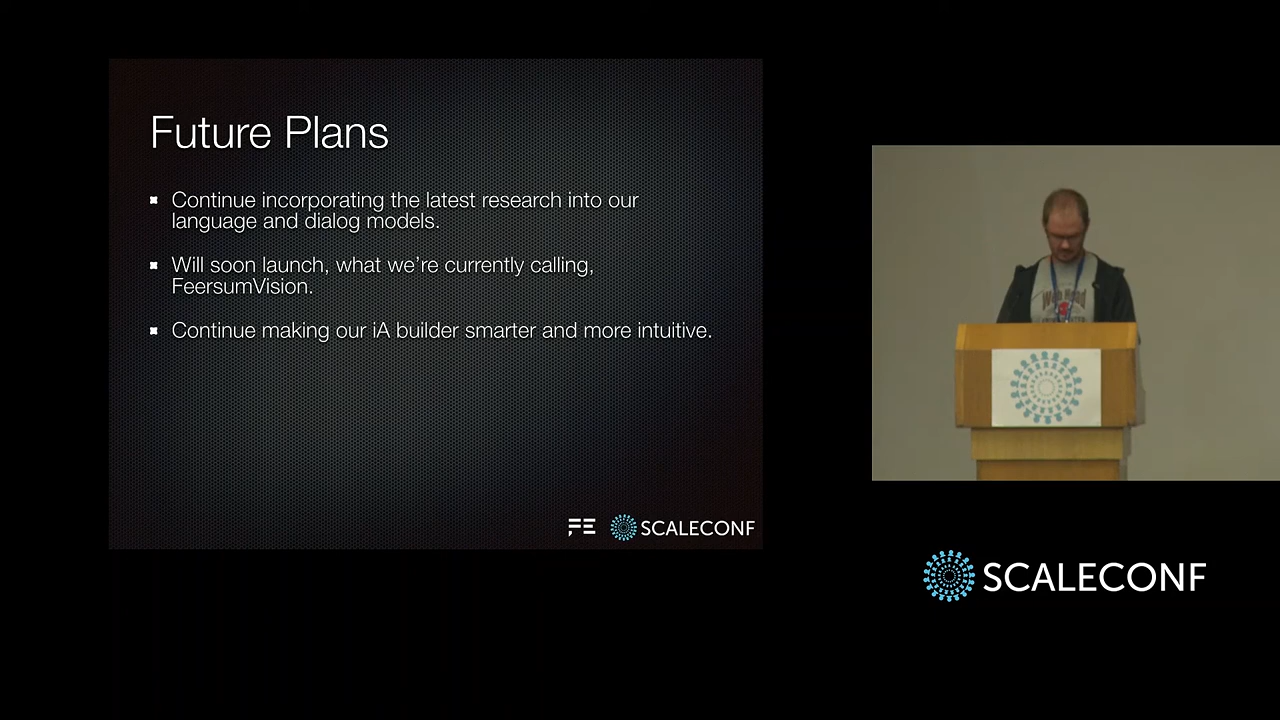 Future Plans
Continue incorporating the latest research into our
language and dialog models.
Will soon launch, what we're currently calling,
FeersumVision.
Continue making our iA builder smarter and more intuitive.
FE
SCALECONF
SCALECONF